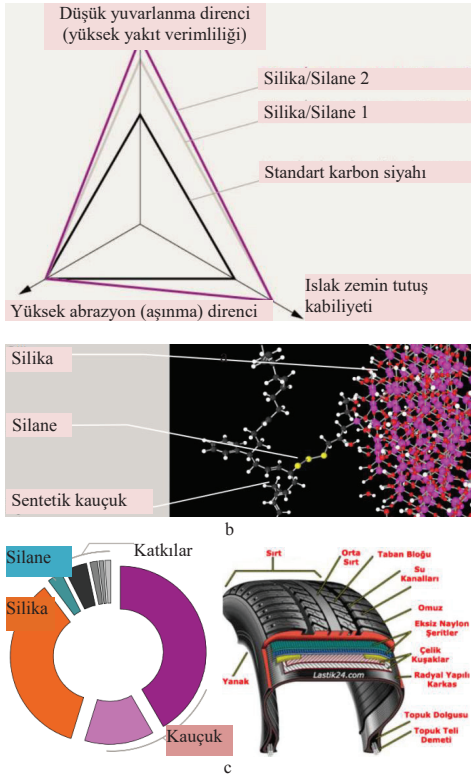 Düşük yuvarlanma direnci
(yüksek yakıt verimliliği)
Silika/Silane 2
Silika/Silane 1
Standart karbon siyahı
Islak zemin tutuş
kabiliyeti
Yüksek abrazyon (aşınma) direnci
Silika
Silane
Sentetik kauçuk
b
Silane
Katkılar
Silika
Kauçuk
Sırt
Orta
Sırt
Taban Bloğu
Su
Kanalları
Omuz
Eksiz Naylon
Şeritler
Çelik
Kuşaklar
Radyal Yapılı
Karkas
Yanak
Lastik24.com
Topuk Dolgusu
Topuk Teli
Demeti
c